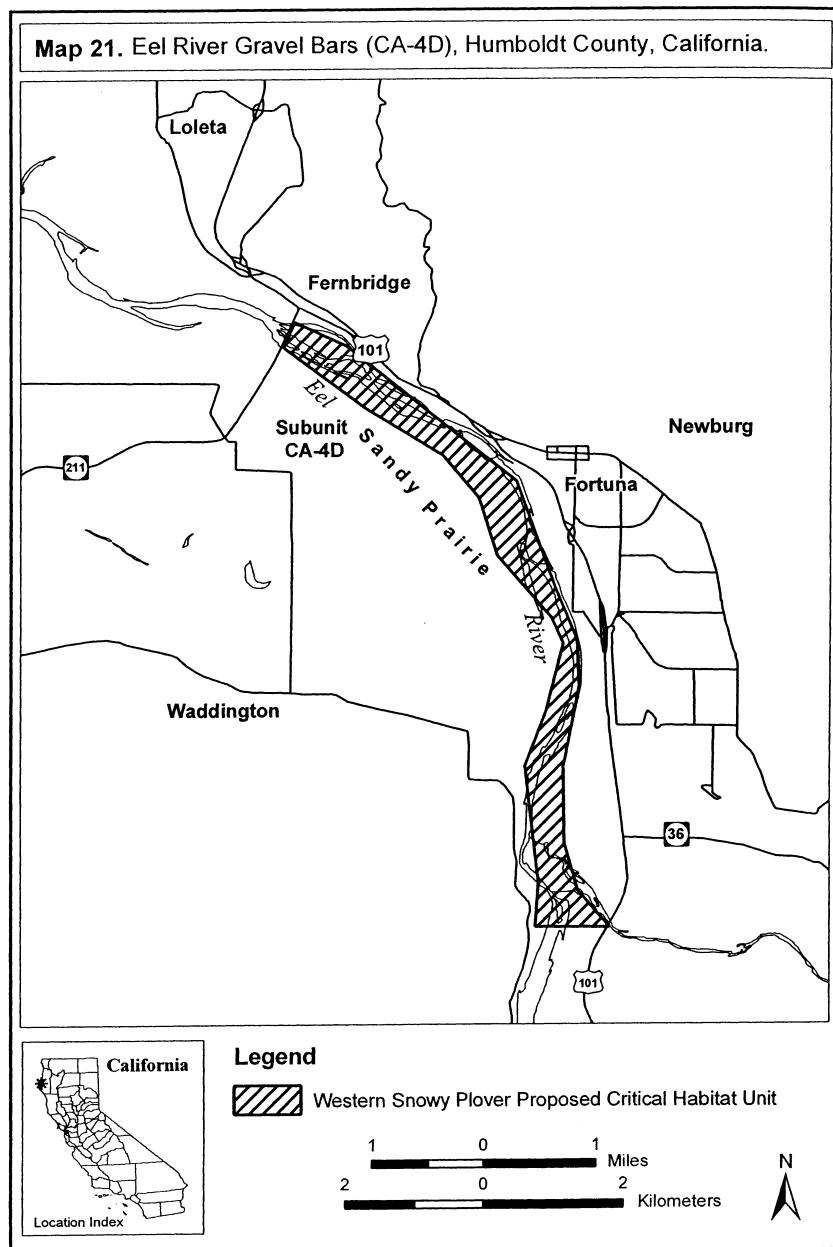 Map 21. Eel River Gravel Bars (CA-4D), Humboldt County, California.
Loleta
Fernbridge
101
Eel
Subunit
CA-4D
Sandy Prairie
Newburg
211
Fortuna
River
Waddington
36
101
California
Location Index
Legend
Western Snowy Plover Proposed Critical Habitat Unit
1 0 1
Miles
2 0 2
Kilometers
N